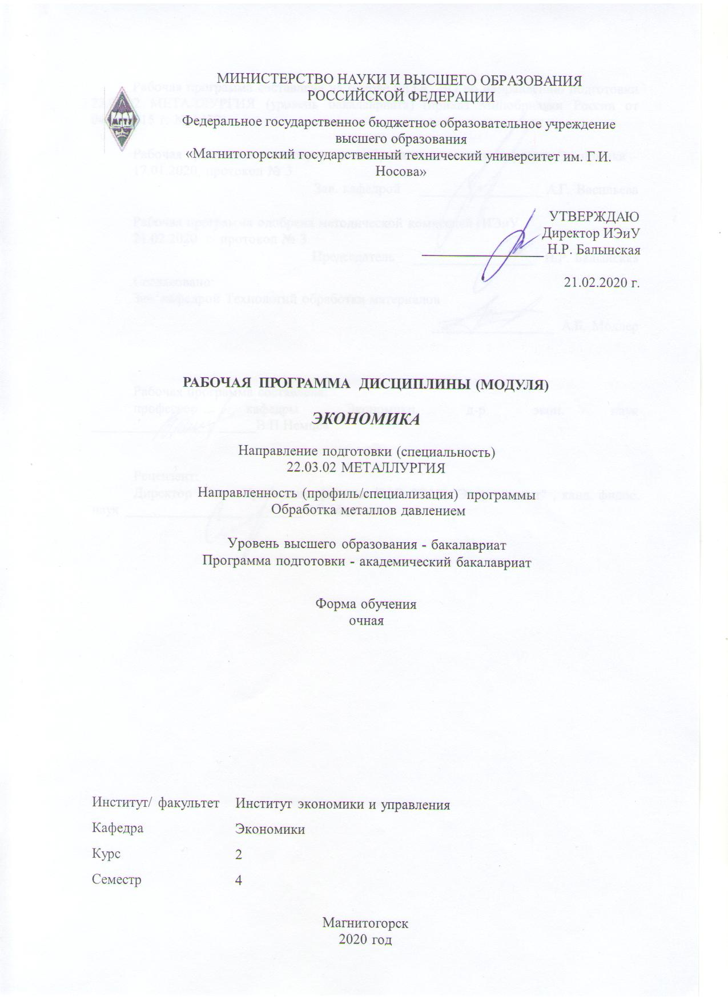 МИНИСТЕРСТВО НАУКИ И ВЫСШЕГО ОБРАЗОВАНИЯ
РОССИЙСКОЙ ФЕДЕРАЦИИ
МГТУ
Федеральное государственное бюджетное образовательное учреждение
высшего образования
«Магнитогорский государственный технический университет им. Г.И.
Носова»
УТВЕРЖДАЮ
Директор ИЭиУ
Н.Р. Балынская
21.02.2020 г.
РАБОЧАЯ ПРОГРАММА ДИСЦИПЛИНЫ (МОДУЛЯ)
ЭКОНОМИКА
Направление подготовки (специальность)
22.03.02 МЕТАЛЛУРГИЯ
Направленность (профиль/специализация) программы
Обработка металлов давлением
Уровень высшего образования - бакалавриат
Программа подготовки - академический бакалавриат
Форма обучения
очная
Институт/ факультет Институт экономики и управления
Кафедра Экономики
Курс 2
Семестр 4
Магнитогорск
2020 год